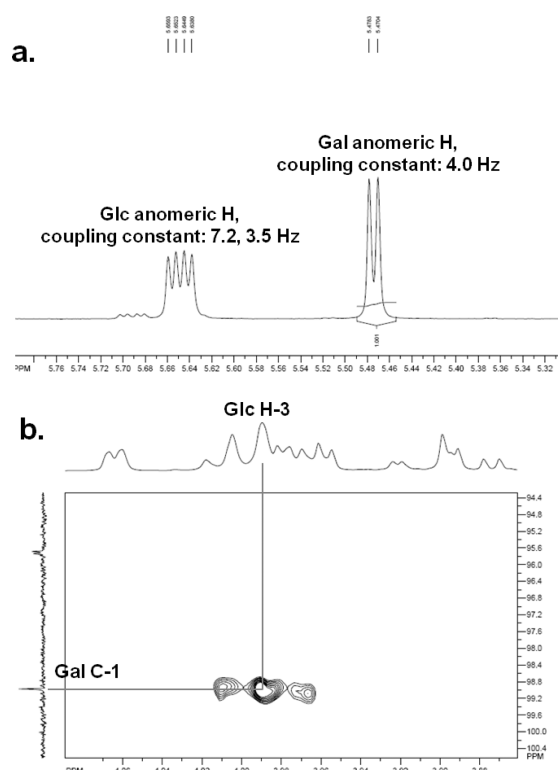 5.6593 5.6523 5.6449 5.6380 5.4783 5.4704
a.
Gal anomeric H,
coupling constant: 4.0 Hz
Glc anomeric H,
coupling constant: 7.2, 3.5 Hz
1.001
PPM 5.76 5.74 5.72 5.70 5.68 5.66 5.64 5.62 5.60 5.58 5.56 5.54 5.52 5.50 5.48 5.46 5.44 5.42 5.40 5.38 5.36 5.34 5.32
Glc H-3
b.
94.4
94.8
95.2
95.6
96.0
96.4
96.8
97.2
97.6
98.0
98.4
Gal C-1
98.8
99.2
99.6
100.0
100.4
PPM